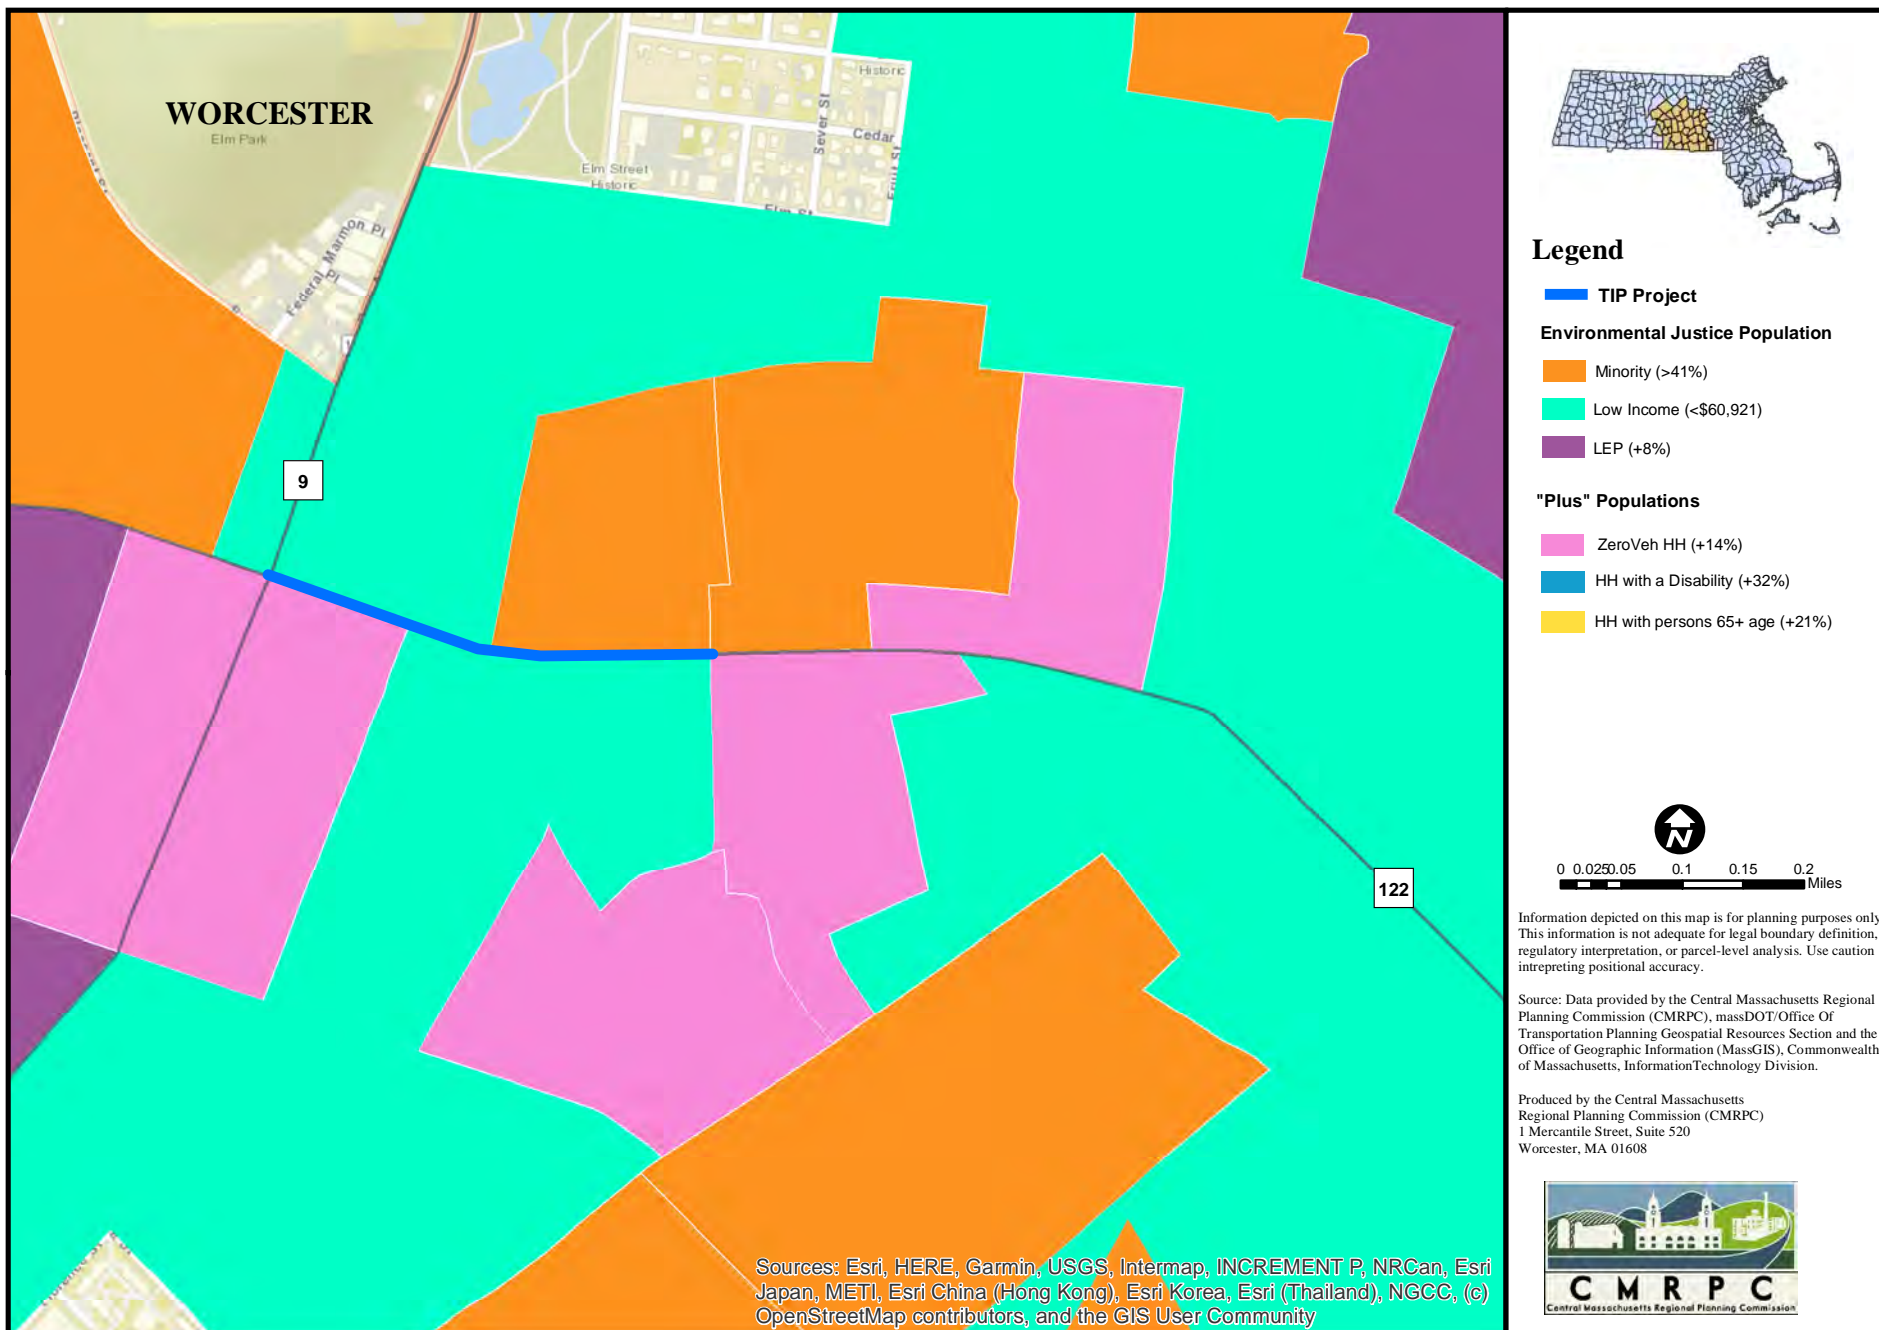 WORCESTER
Elm Park
Historic
Sever St
Cedar
Elm Street
Historic
Elm St
Federal
Marmon Pl
Pl
9
122
Legend
TIP Project
Environmental Justice Population
Minority (>41%)
Low Income (<$60,921)
LEP (+8%)
"Plus" Populations
ZeroVeh HH (+14%)
HH with a Disability (+32%)
HH with persons 65+ age (+21%)
N
0 0.025 0.05 0.1 0.15 0.2
Miles
Information depicted on this map is for planning purposes only
This information is not adequate for legal boundary definition,
regulatory interpretation, or parcel-level analysis. Use caution
intrepreting positional accuracy.
Source: Data provided by the Central Massachusetts Regional
Planning Commission (CMRPC), massDOT/Office Of
Transportation Planning Geospatial Resources Section and the
Office of Geographic Information (MassGIS), Commonwealth
of Massachusetts, InformationTechnology Division.
Produced by the Central Massachusetts
Regional Planning Commission (CMRPC)
1 Mercantile Street, Suite 520
Worcester, MA 01608
CMRPC
Central Massachusetts Regional Planning Commission
Sources: Esri, HERE, Garmin, USGS, Intermap, INCREMENT P, NRCan, Esri
Japan, METI, Esri China (Hong Kong), Esri Korea, Esri (Thailand), NGCC, (c)
OpenStreetMap contributors, and the GIS User Community